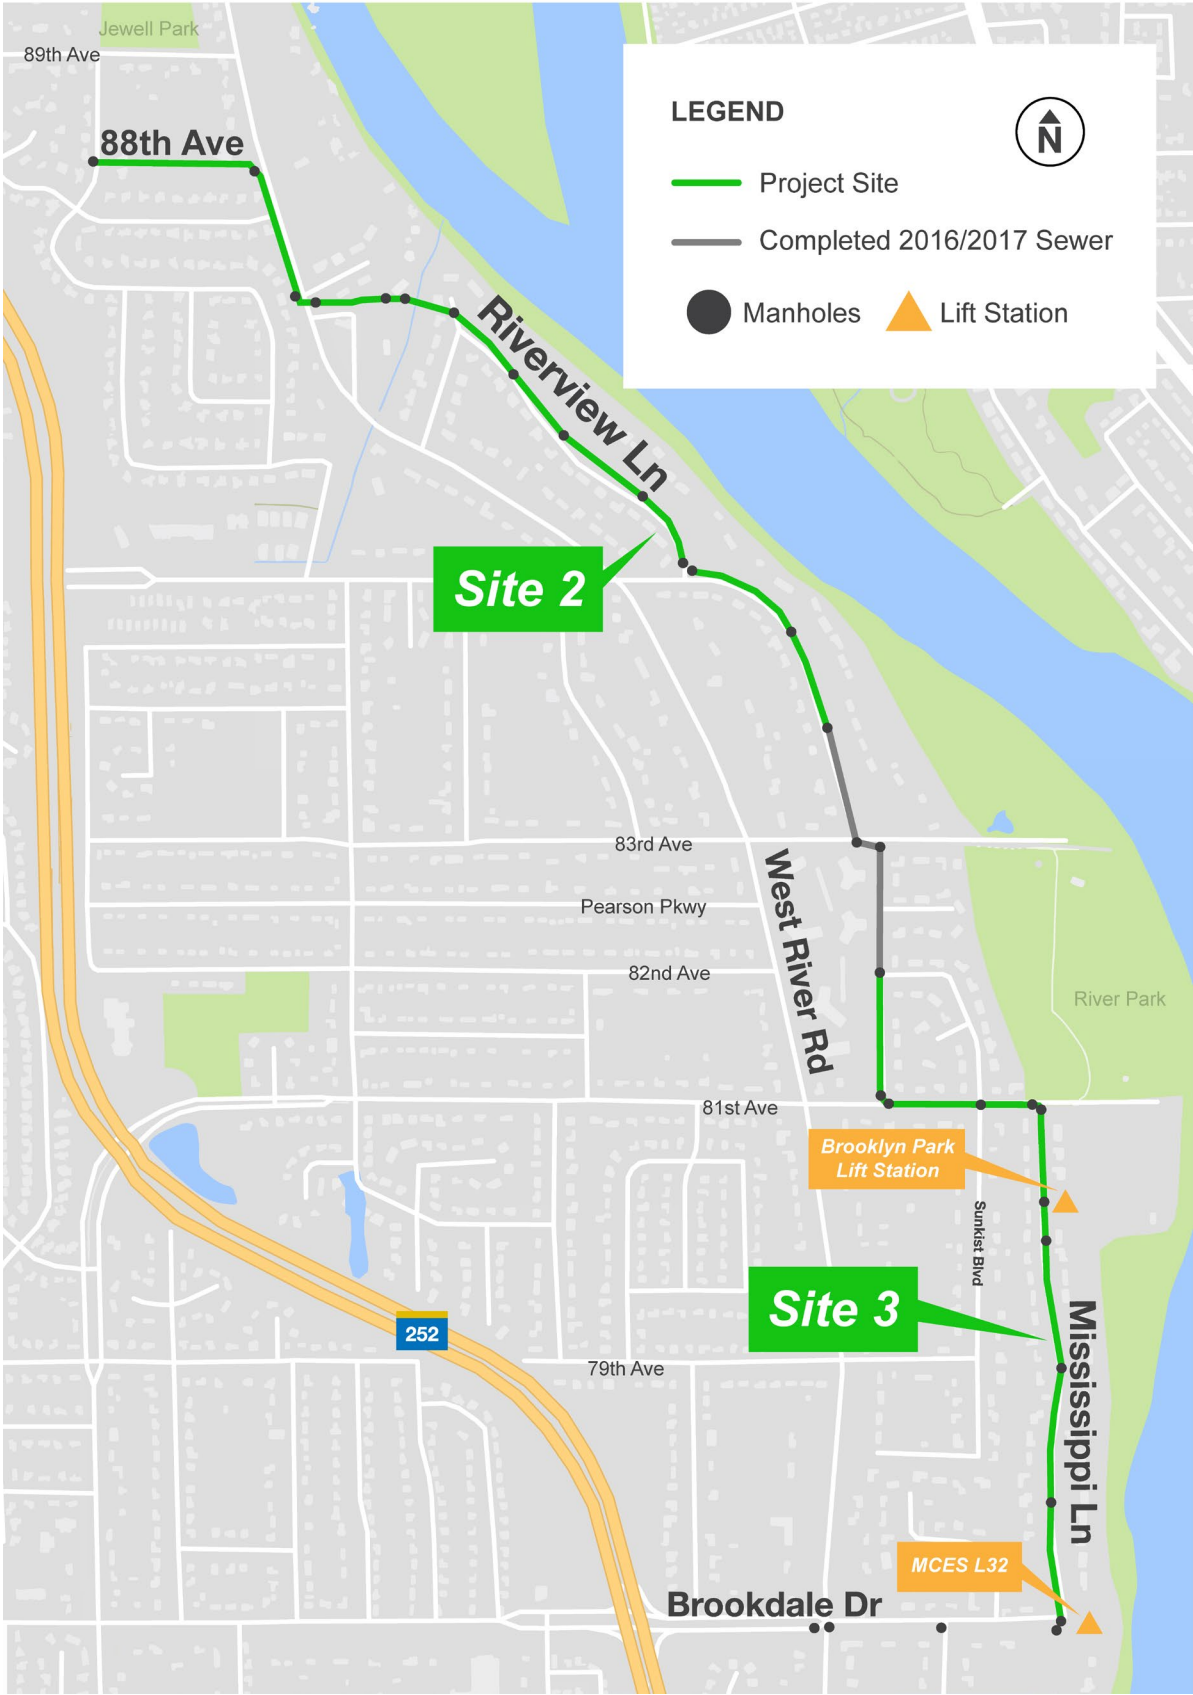 Jewell Park
89th Ave
88th Ave
LEGEND
N
Project Site
Completed 2016/2017 Sewer
Manholes
Lift Station
Riverview Ln
Site 2
83rd Ave
West River Rd
Pearson Pkwy
82nd Ave
River Park
81st Ave
Brooklyn Park
Lift Station
Sunkist Blvd
Site 3
252
Mississippi Ln
79th Ave
MCES L32
Brookdale Dr